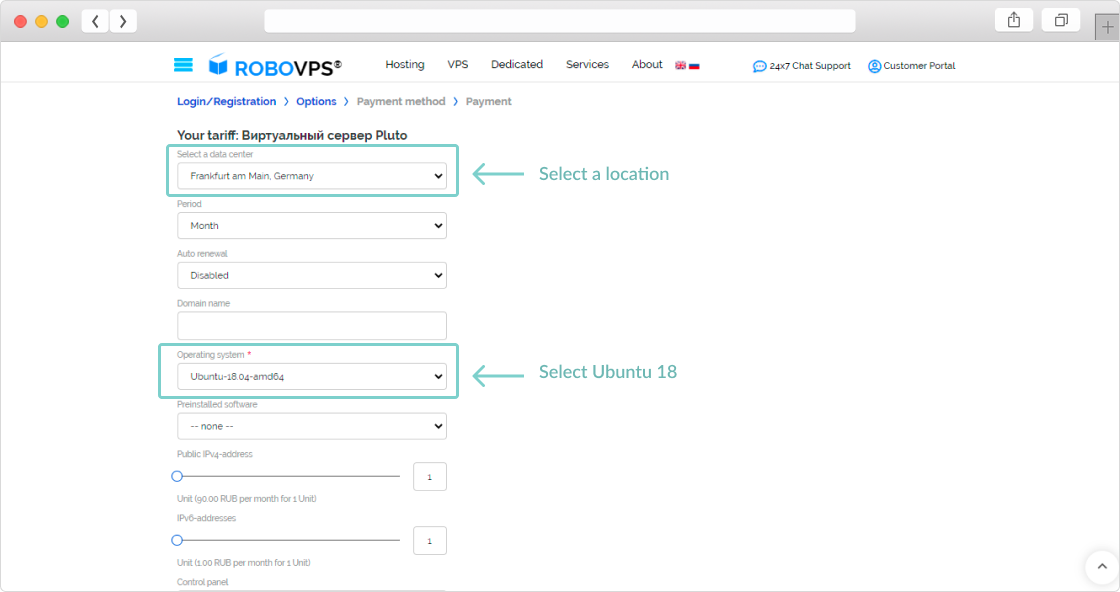 ROBOVPS®
Hosting VPS Dedicated Services About 24x7 Chat Support Customer Portal
Login/Registration > Options > Payment method > Payment
Your tariff: Виртуальный сервер Pluto
Select a data center
Frankfurt am Main, Germany
Select a location
Period
Month
Auto renewal
Disabled
Domain name
Operating system *
Ubuntu-18.04-amd64
Select Ubuntu 18
Preinstalled software
-- none --
Public IPv4-address
1
Unit (90.00 RUB per month for 1 Unit)
IPv6-addresses
1
Unit (1.00 RUB per month for 1 Unit)
Control panel